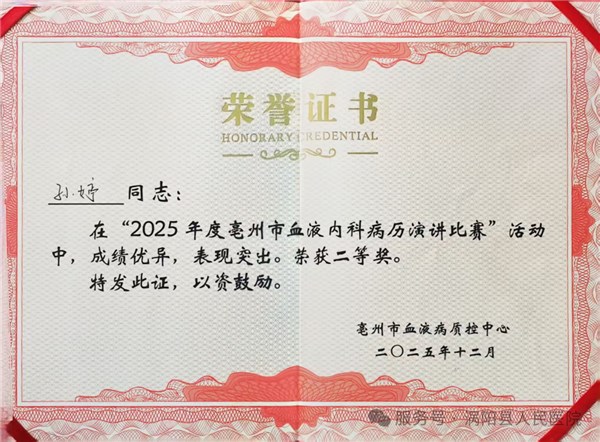 荣誉证书
HONORARY CREDENTIAL
孙婷 同志：
在“2025年度亳州市血液内科病历演讲比赛”活动
中，成绩优异，表现突出。荣获二等奖。
特发此证，以资鼓励。
亳州市血液病质控中心
二〇二五年十二月
服务号·涡阳县人民医院